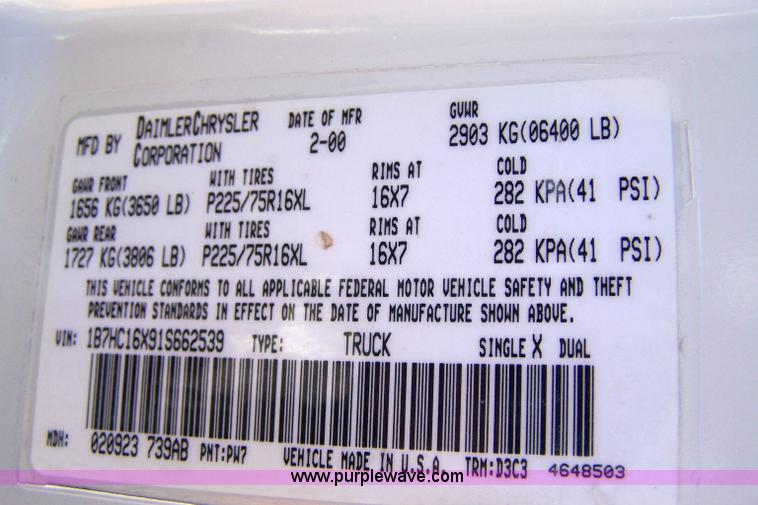 MFD BY DAIMLERCHRYSLER CORPORATION DATE OF MFR 2-00 GVWR 2903 KG(06400 LB)
GAWR FRONT WITH TIRES RIMS AT COLD
1656 KG(3650 LB) P225/75R16XL 16X7 282 KPA(41 PSI)
GAWR REAR WITH TIRES RIMS AT COLD
1727 KG(3806 LB) P225/75R16XL 16X7 282 KPA(41 PSI)
THIS VEHICLE CONFORMS TO ALL APPLICABLE FEDERAL MOTOR VEHICLE SAFETY AND THEFT
PREVENTION STANDARDS IN EFFECT ON THE DATE OF MANUFACTURE SHOWN ABOVE.
VIN: 1B7HC16X91S662539 TYPE: TRUCK SINGLE X DUAL
MDH: 020923 739AB PNT:PW7 VEHICLE MADE IN U.S.A. TRM:D3C3 4648503
www.purplewave.com